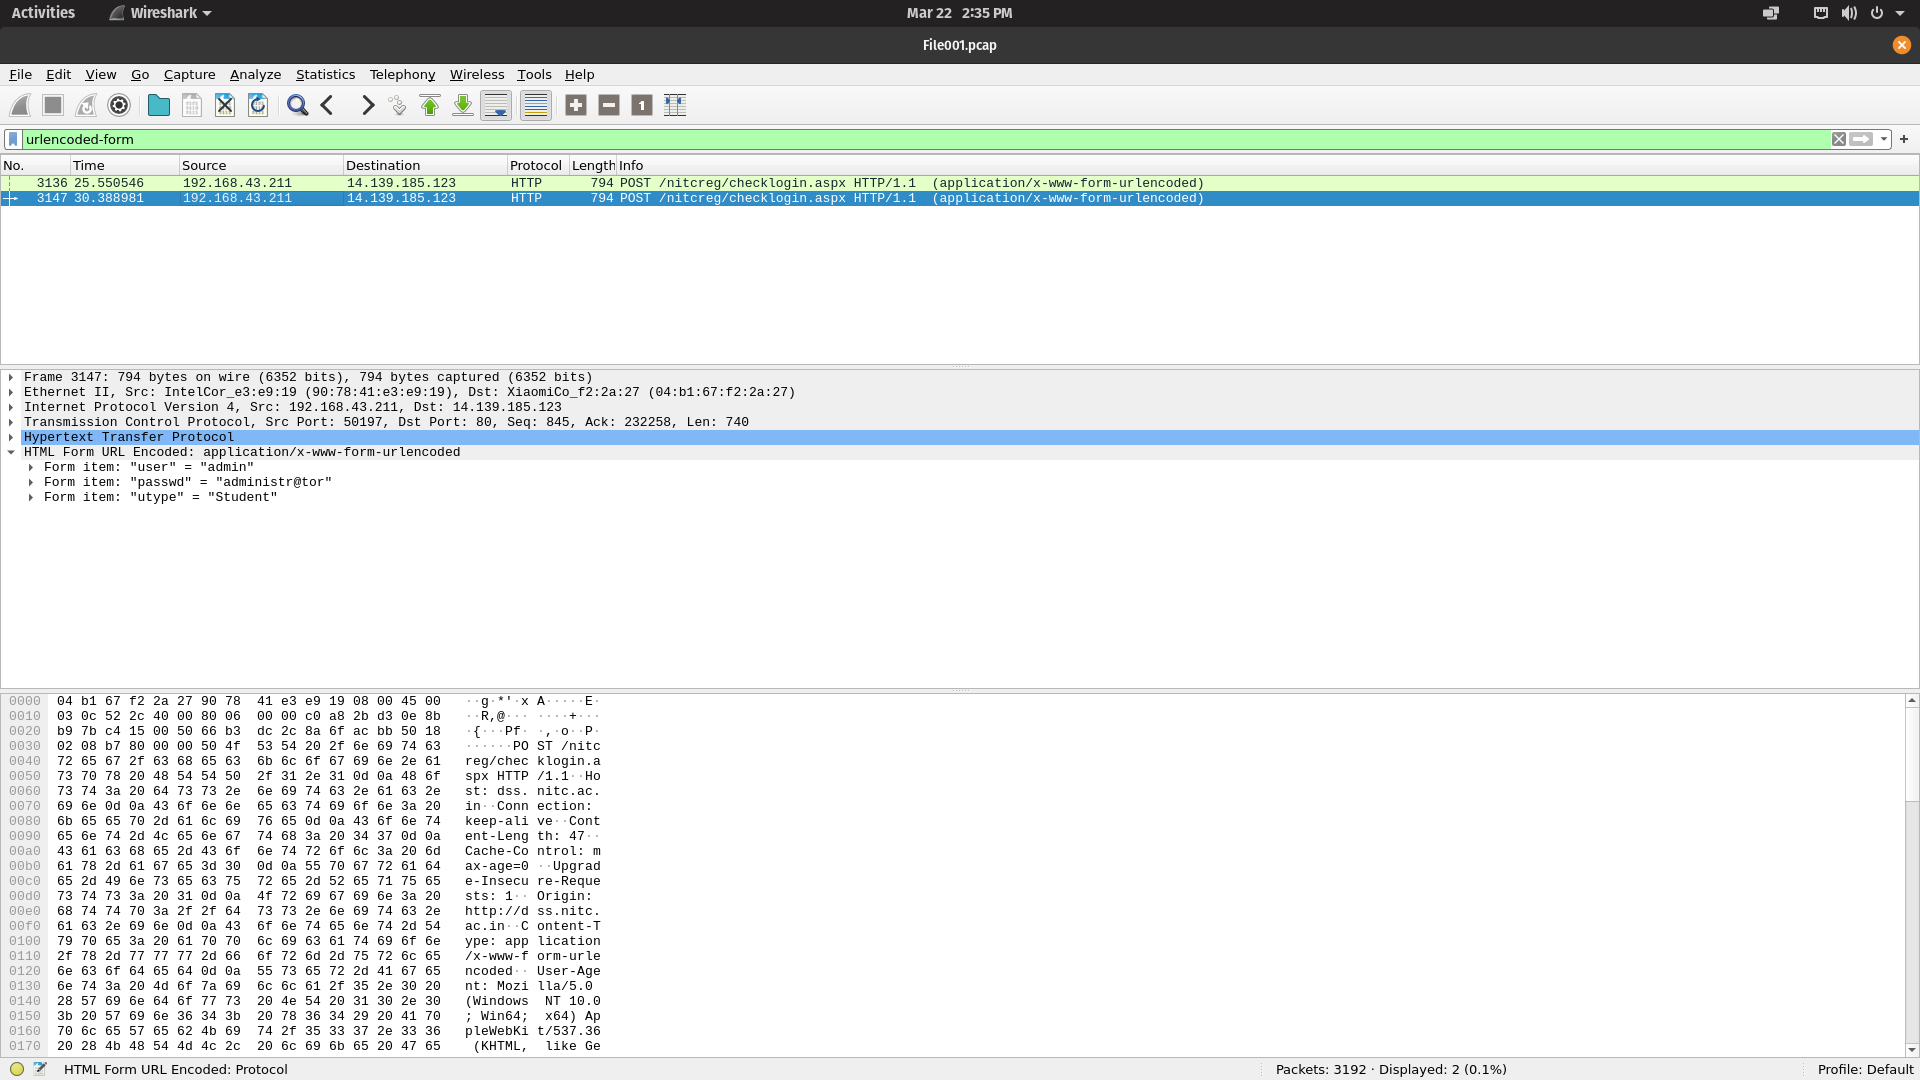 Activities Wireshark Mar 22 2:35 PM
File001.pcap
File Edit View Go Capture Analyze Statistics Telephony Wireless Tools Help
urlencoded-form
No. Time Source Destination Protocol Length Info
3136 25.550546 192.168.43.211 14.139.185.123 HTTP 794 POST /nitcreg/checklogin.aspx HTTP/1.1 (application/x-www-form-urlencoded)
3147 30.388981 192.168.43.211 14.139.185.123 HTTP 794 POST /nitcreg/checklogin.aspx HTTP/1.1 (application/x-www-form-urlencoded)
Frame 3147: 794 bytes on wire (6352 bits), 794 bytes captured (6352 bits)
Ethernet II, Src: IntelCor_e3:e9:19 (90:78:41:e3:e9:19), Dst: XiaomiCo_f2:2a:27 (04:b1:67:f2:2a:27)
Internet Protocol Version 4, Src: 192.168.43.211, Dst: 14.139.185.123
Transmission Control Protocol, Src Port: 50197, Dst Port: 80, Seq: 845, Ack: 232258, Len: 740
Hypertext Transfer Protocol
HTML Form URL Encoded: application/x-www-form-urlencoded
Form item: "user" = "admin"
Form item: "passwd" = "administr@tor"
Form item: "utype" = "Student"
0000 04 b1 67 f2 2a 27 90 78 41 e3 e9 19 08 00 45 00 ··g·*'·x A·····E·
0010 03 0c 52 2c 40 00 80 06 00 00 c0 a8 2b d3 0e 8b ··R,@··· ····+···
0020 b9 7b c4 15 00 50 66 b3 dc 2c 8a 6f ac bb 50 18 ·{···Pf· ·,·o··P·
0030 02 08 b7 80 00 00 50 4f 53 54 20 2f 6e 69 74 63 ······PO ST /nitc
0040 72 65 67 2f 63 68 65 63 6b 6c 6f 67 69 6e 2e 61 reg/chec klogin.a
0050 73 70 78 20 48 54 54 50 2f 31 2e 31 0d 0a 48 6f spx HTTP /1.1··Ho
0060 73 74 3a 20 64 73 73 2e 6e 69 74 63 2e 61 63 2e st: dss. nitc.ac.
0070 69 6e 0d 0a 43 6f 6e 6e 65 63 74 69 6f 6e 3a 20 in··Conn ection:
0080 6b 65 65 70 2d 61 6c 69 76 65 0d 0a 43 6f 6e 74 keep-ali ve··Cont
0090 65 6e 74 2d 4c 65 6e 67 74 68 3a 20 34 37 0d 0a ent-Leng th: 47··
00a0 43 61 63 68 65 2d 43 6f 6e 74 72 6f 6c 3a 20 6d Cache-Co ntrol: m
00b0 61 78 2d 61 67 65 3d 30 0d 0a 55 70 67 72 61 64 ax-age=0 ··Upgrad
00c0 65 2d 49 6e 73 65 63 75 72 65 2d 52 65 71 75 65 e-Insecu re-Reque
00d0 73 74 73 3a 20 31 0d 0a 4f 72 69 67 69 6e 3a 20 sts: 1·· Origin:
00e0 68 74 74 70 3a 2f 2f 64 73 73 2e 6e 69 74 63 2e http://d ss.nitc.
00f0 61 63 2e 69 6e 0d 0a 43 6f 6e 74 65 6e 74 2d 54 ac.in··C ontent-T
0100 79 70 65 3a 20 61 70 70 6c 69 63 61 74 69 6f 6e ype: app lication
0110 2f 78 2d 77 77 77 2d 66 6f 72 6d 2d 75 72 6c 65 /x-www-f orm-urle
0120 6e 63 6f 64 65 64 0d 0a 55 73 65 72 2d 41 67 65 ncoded·· User-Age
0130 6e 74 3a 20 4d 6f 7a 69 6c 6c 61 2f 35 2e 30 20 nt: Mozi lla/5.0
0140 28 57 69 6e 64 6f 77 73 20 4e 54 20 31 30 2e 30 (Windows NT 10.0
0150 3b 20 57 69 6e 36 34 3b 20 78 36 34 29 20 41 70 ; Win64; x64) Ap
0160 70 6c 65 57 65 62 4b 69 74 2f 35 33 37 2e 33 36 pleWebKi t/537.36
0170 20 28 4b 48 54 4d 4c 2c 20 6c 69 6b 65 20 47 65 (KHTML, like Ge
HTML Form URL Encoded: Protocol Packets: 3192 · Displayed: 2 (0.1%) Profile: Default